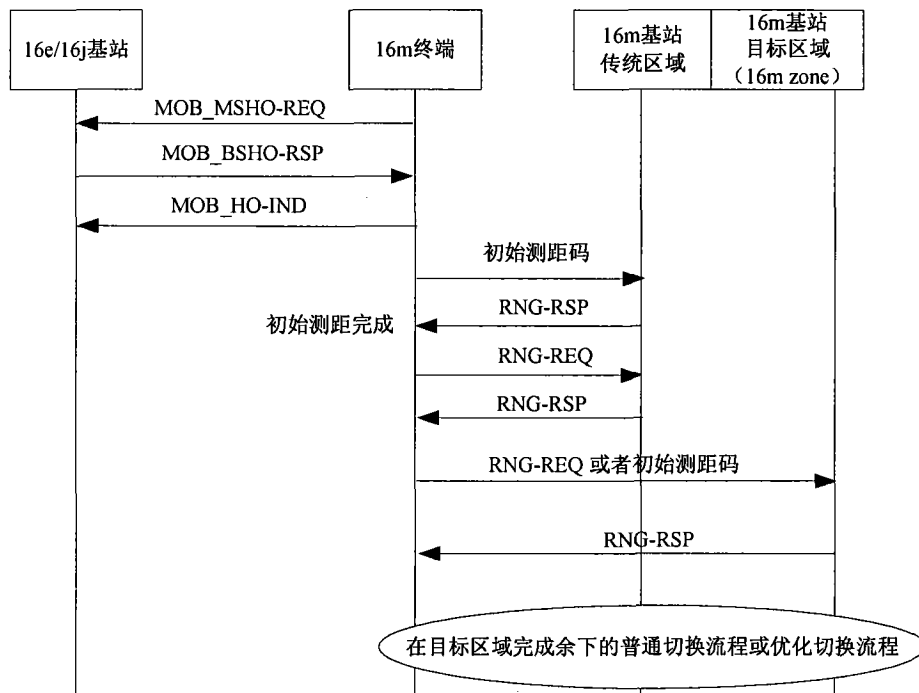 16e/16j基站
16m终端
16m基站
传统区域
16m基站
目标区域
（16m zone）
MOB_MSHO-REQ
MOB_BSHO-RSP
MOB_HO-IND
初始测距码
RNG-RSP
初始测距完成
RNG-REQ
RNG-RSP
RNG-REQ 或者初始测距码
RNG-RSP
在目标区域完成余下的普通切换流程或优化切换流程